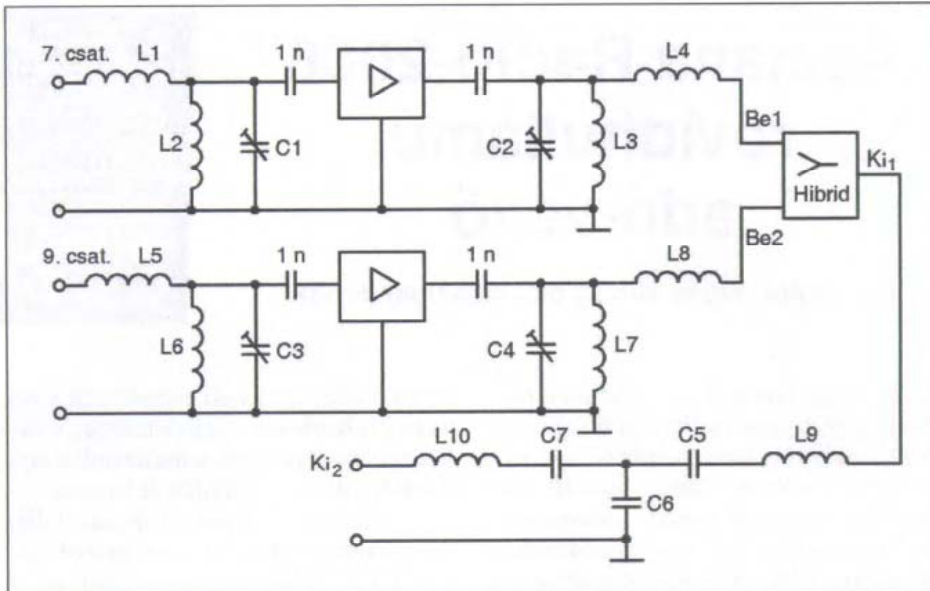 7. csat.
L1
1 n
1 n
L4
L2
C1
C2
L3
Be1
Ki1
Hibrid
9. csat.
L5
1 n
1 n
L8
Be2
L6
C3
C4
L7
Ki2
L10
C7
C5
L9
C6